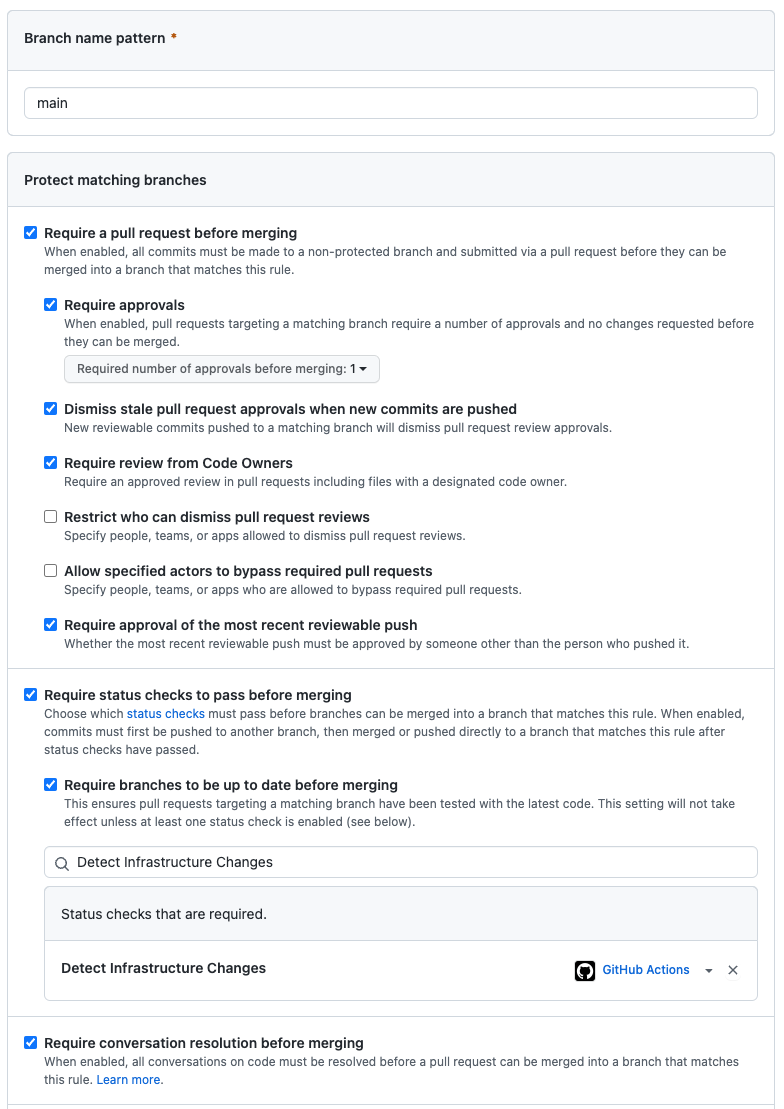 Branch name pattern *
main
Protect matching branches
Require a pull request before merging
When enabled, all commits must be made to a non-protected branch and submitted via a pull request before they can be
merged into a branch that matches this rule.
Require approvals
When enabled, pull requests targeting a matching branch require a number of approvals and no changes requested before
they can be merged.
Required number of approvals before merging: 1
Dismiss stale pull request approvals when new commits are pushed
New reviewable commits pushed to a matching branch will dismiss pull request review approvals.
Require review from Code Owners
Require an approved review in pull requests including files with a designated code owner.
Restrict who can dismiss pull request reviews
Specify people, teams, or apps allowed to dismiss pull request reviews.
Allow specified actors to bypass required pull requests
Specify people, teams, or apps who are allowed to bypass required pull requests.
Require approval of the most recent reviewable push
Whether the most recent reviewable push must be approved by someone other than the person who pushed it.
Require status checks to pass before merging
Choose which status checks must pass before branches can be merged into a branch that matches this rule. When enabled,
commits must first be pushed to another branch, then merged or pushed directly to a branch that matches this rule after
status checks have passed.
Require branches to be up to date before merging
This ensures pull requests targeting a matching branch have been tested with the latest code. This setting will not take
effect unless at least one status check is enabled (see below).
Detect Infrastructure Changes
Status checks that are required.
Detect Infrastructure Changes GitHub Actions
Require conversation resolution before merging
When enabled, all conversations on code must be resolved before a pull request can be merged into a branch that matches
this rule. Learn more.